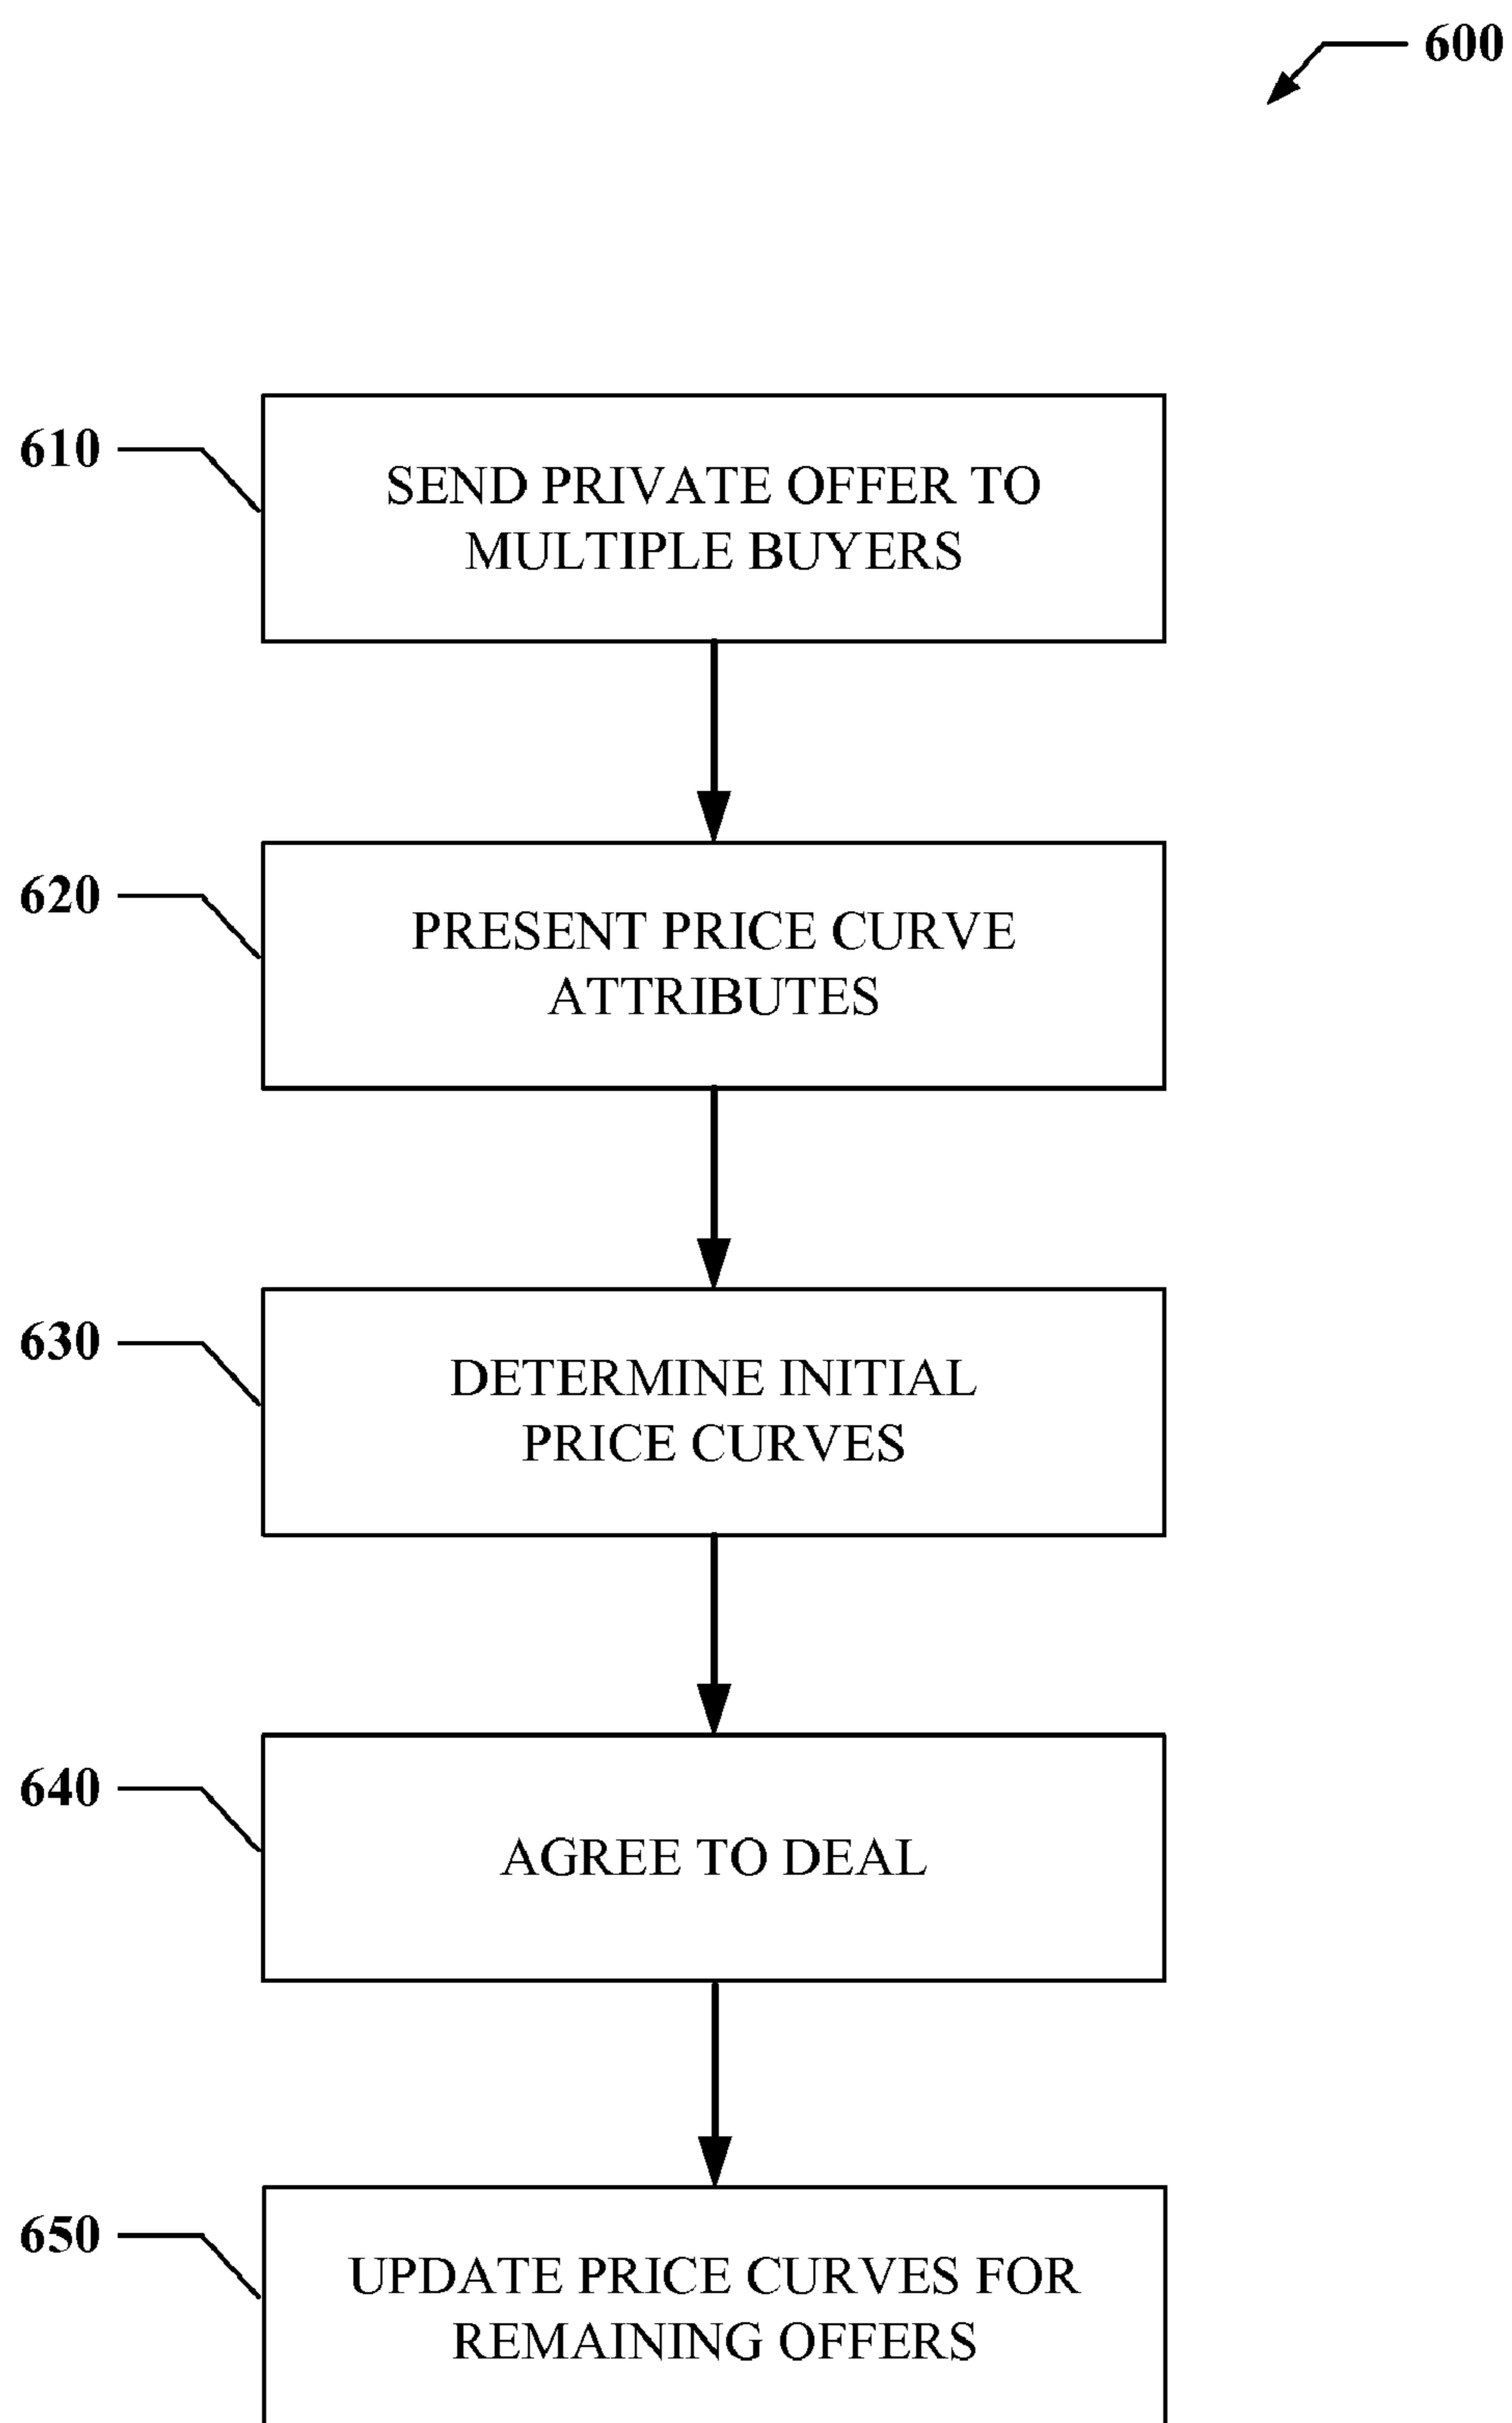 600
610
SEND PRIVATE OFFER TO
MULTIPLE BUYERS
620
PRESENT PRICE CURVE
ATTRIBUTES
630
DETERMINE INITIAL
PRICE CURVES
640
AGREE TO DEAL
650
UPDATE PRICE CURVES FOR
REMAINING OFFERS